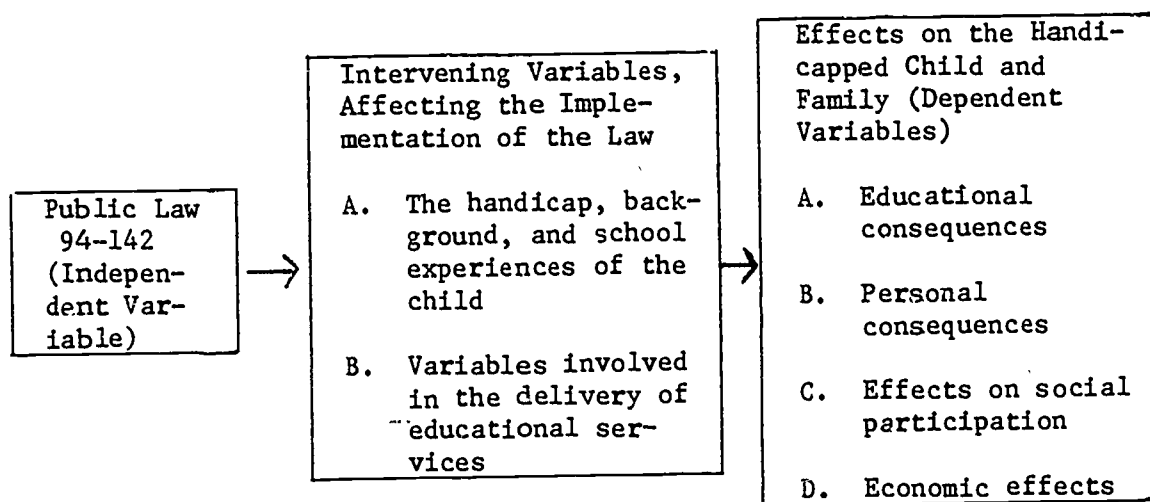 Public Law
94-142
(Indepen-
dent Var-
iable)
Intervening Variables,
Affecting the Imple-
mentation of the Law
A. The handicap, back-
ground, and school
experiences of the
child
B. Variables involved
in the delivery of
educational ser-
vices
Effects on the Handi-
capped Child and
Family (Dependent
Variables)
A. Educational
consequences
B. Personal
consequences
C. Effects on social
participation
D. Economic effects